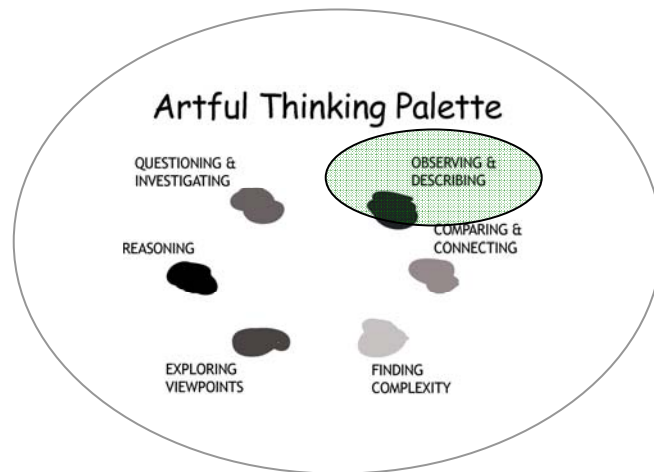 Artful Thinking Palette
QUESTIONING &
INVESTIGATING
OBSERVING &
DESCRIBING
REASONING
COMPARING &
CONNECTING
EXPLORING
VIEWPOINTS
FINDING
COMPLEXITY